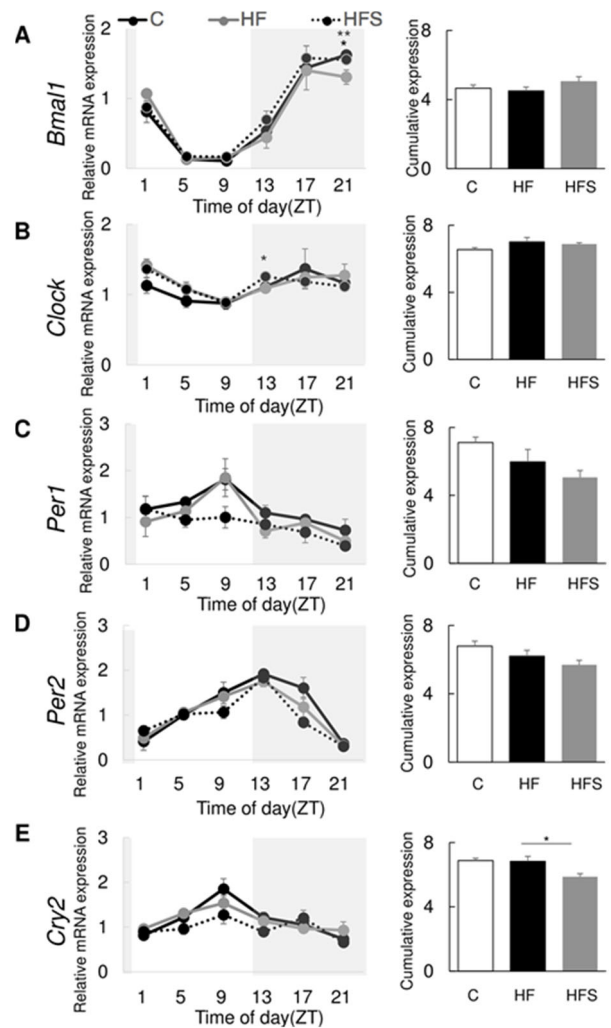 C HF HFS
A
Bmal1
Relative mRNA expression
2
1
0
**
*
1 5 9 13 17 21
Time of day(ZT)
Cumulative expression
8
4
0
C HF HFS
B
Clock
Relative mRNA expression
2
1
0
*
1 5 9 13 17 21
Time of day(ZT)
Cumulative expression
8
4
0
C HF HFS
C
Per1
Relative mRNA expression
3
2
1
0
1 5 9 13 17 21
Time of day(ZT)
Cumulative expression
8
4
0
C HF HFS
D
Per2
Relative mRNA expression
3
2
1
0
1 5 9 13 17 21
Time of day(ZT)
Cumulative expression
8
4
0
C HF HFS
E
Cry2
Relative mRNA expression
3
2
1
0
1 5 9 13 17 21
Time of day(ZT)
Cumulative expression
8
4
0
*
C HF HFS